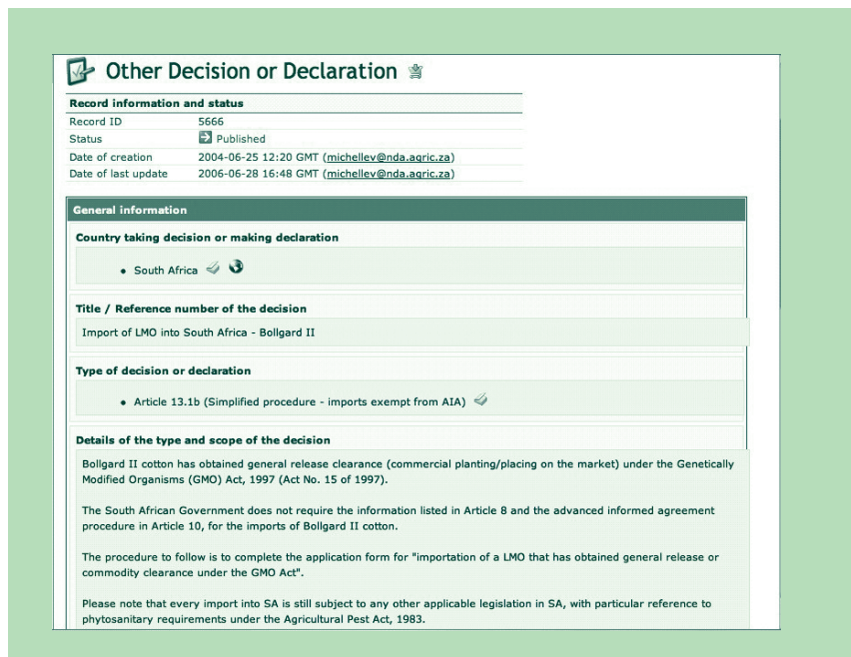 Other Decision or Declaration
Record information and status
Record ID 5666
Status Published
Date of creation 2004-06-25 12:20 GMT (michellev@nda.agric.za)
Date of last update 2006-06-28 16:48 GMT (michellev@nda.agric.za)
General information
Country taking decision or making declaration
• South Africa
Title / Reference number of the decision
Import of LMO into South Africa - Bollgard II
Type of decision or declaration
• Article 13.1b (Simplified procedure - imports exempt from AIA)
Details of the type and scope of the decision
Bollgard II cotton has obtained general release clearance (commercial planting/placing on the market) under the Genetically
Modified Organisms (GMO) Act, 1997 (Act No. 15 of 1997).
The South African Government does not require the information listed in Article 8 and the advanced informed agreement
procedure in Article 10, for the imports of Bollgard II cotton.
The procedure to follow is to complete the application form for "importation of a LMO that has obtained general release or
commodity clearance under the GMO Act".
Please note that every import into SA is still subject to any other applicable legislation in SA, with particular reference to
phytosanitary requirements under the Agricultural Pest Act, 1983.